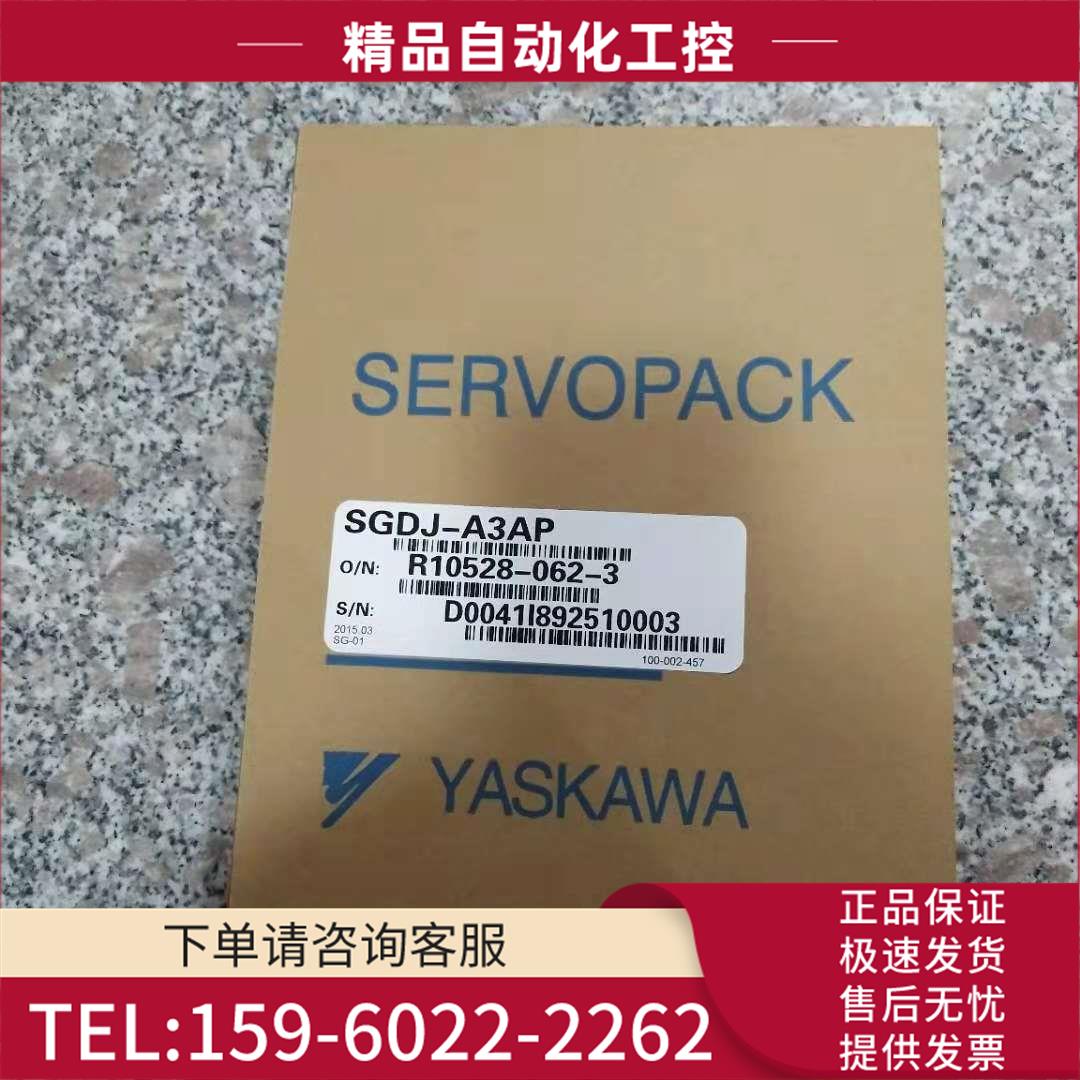 精品自动化工控
SERVOPACK
SGDJ-A3AP
O/N: R10528-062-3
S/N: D0041I892510003
2015.03
SG-01
100-002-457
YASKAWA
下单请咨询客服
TEL:159-6022-2262
正品保证
极速发货
售后无忧
提供发票